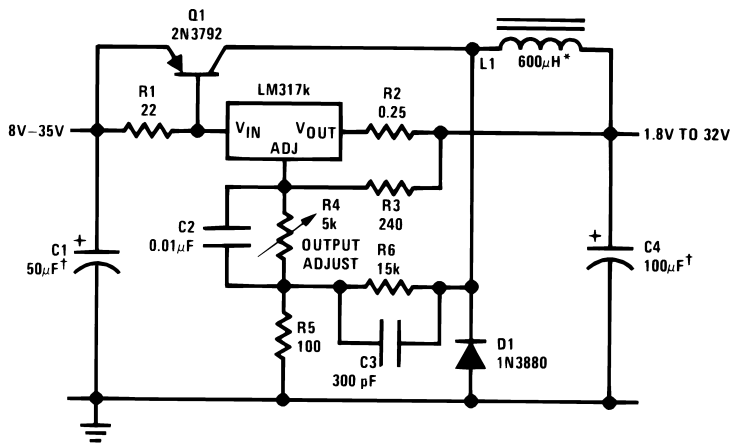 Q1
2N3792
L1
600µH*
R1
22
LM317k
R2
0.25
8V–35V
VIN
VOUT
ADJ
1.8V TO 32V
R3
240
R4
5k
OUTPUT
ADJUST
C2
0.01µF
R6
15k
C1
+
50µF†
C4
+
100µF†
R5
100
C3
300 pF
D1
1N3880